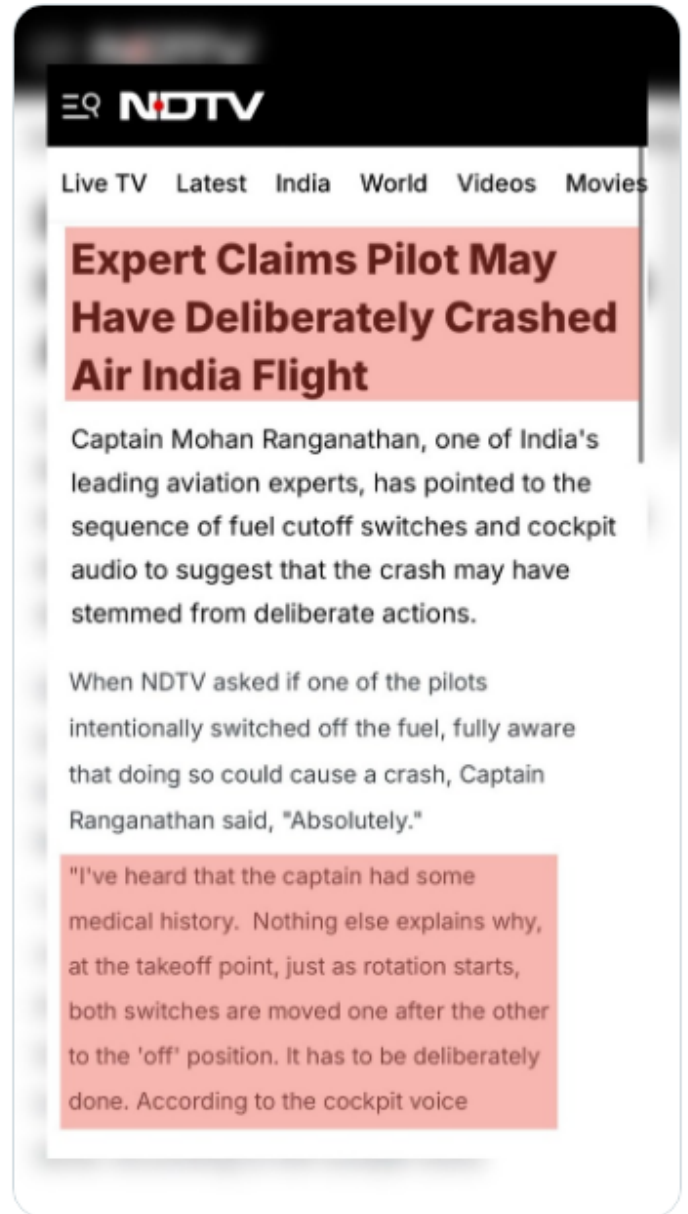 NDTV
Live TV Latest India World Videos Movies
Expert Claims Pilot May
Have Deliberately Crashed
Air India Flight
Captain Mohan Ranganathan, one of India's
leading aviation experts, has pointed to the
sequence of fuel cutoff switches and cockpit
audio to suggest that the crash may have
stemmed from deliberate actions.
When NDTV asked if one of the pilots
intentionally switched off the fuel, fully aware
that doing so could cause a crash, Captain
Ranganathan said, "Absolutely."
"I've heard that the captain had some
medical history. Nothing else explains why,
at the takeoff point, just as rotation starts,
both switches are moved one after the other
to the 'off' position. It has to be deliberately
done. According to the cockpit voice